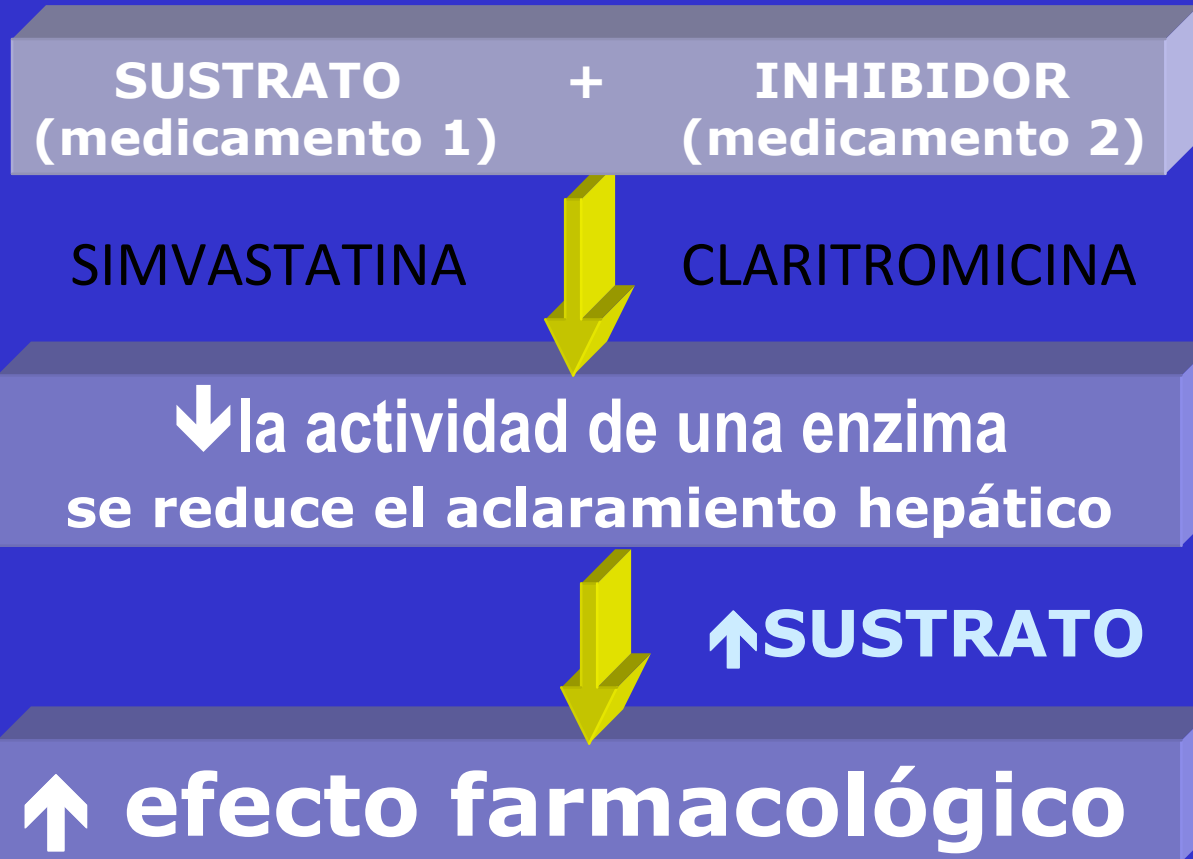 SUSTRATO + INHIBIDOR
(medicamento 1) (medicamento 2)
SIMVASTATINA CLARITROMICINA
🡻la actividad de una enzima
se reduce el aclaramiento hepático
🡹SUSTRATO
🡹 efecto farmacológico